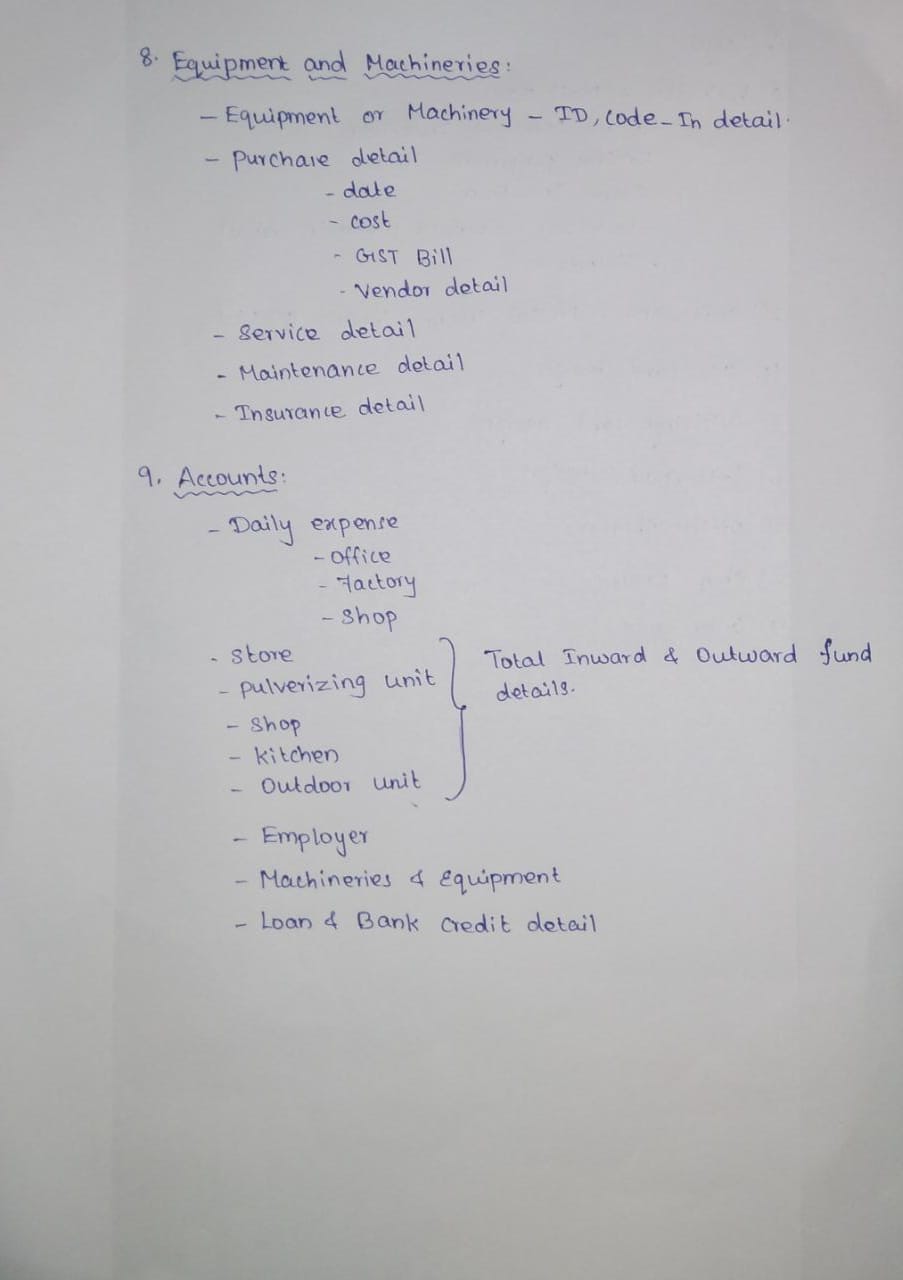 8. Equipment and Machineries:
- Equipment or Machinery - ID, Code - In detail.
- Purchase detail
- date
- cost
- GST Bill
- Vendor detail
- Service detail
- Maintenance detail
- Insurance detail
9. Accounts:
- Daily expense
- Office
- Factory
- Shop
- Store
- Pulverizing unit
- Shop
- Kitchen
- Outdoor unit
Total Inward & Outward fund
details.
- Employer
- Machineries & Equipment
- Loan & Bank Credit detail